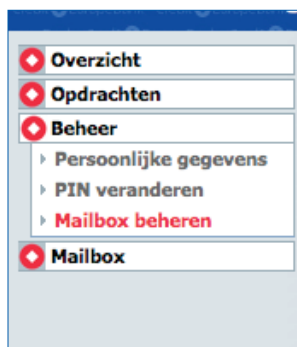 Overzicht
Opdrachten
Beheer
Persoonlijke gegevens
PIN veranderen
Mailbox beheren
Mailbox